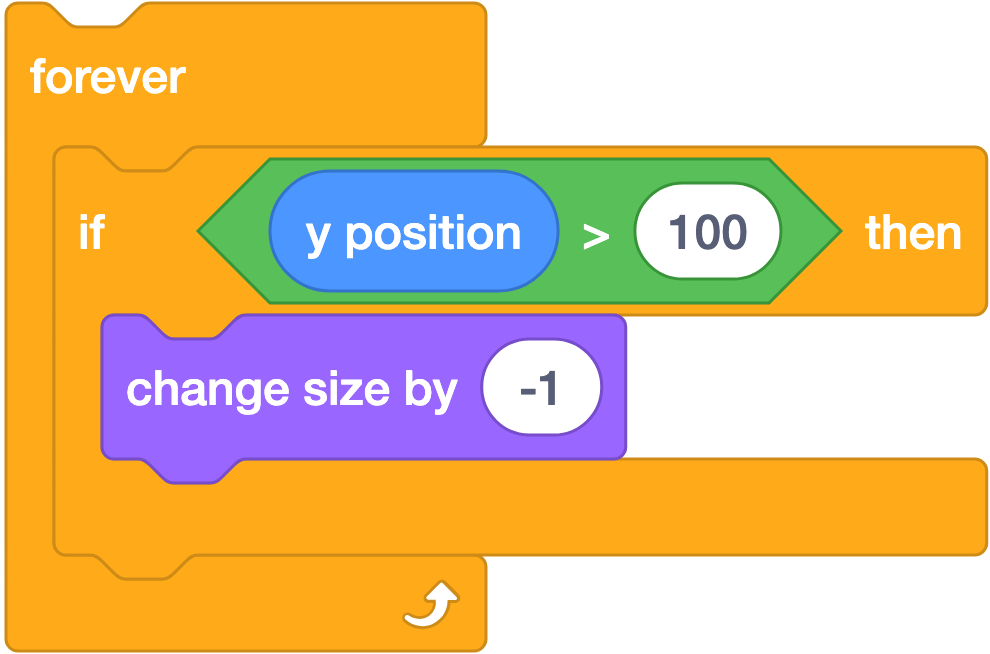 forever
if y position > 100 then
change size by -1